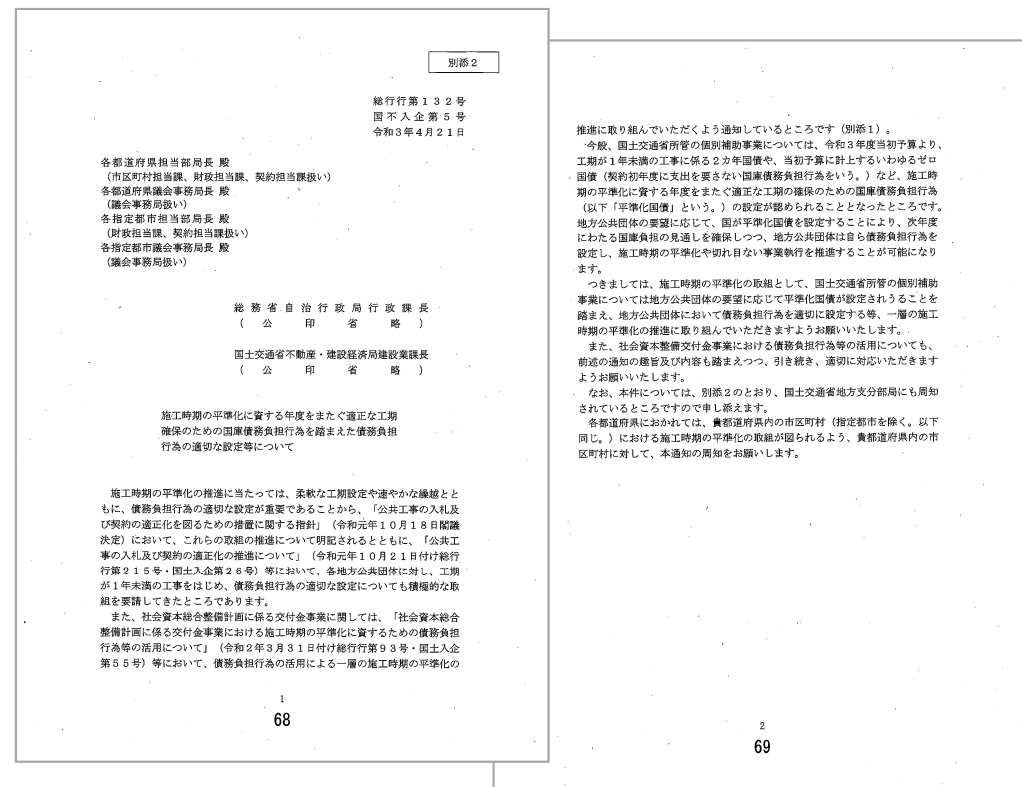 別添２
総行行第１３２号
国不入企第５号
令和３年４月２１日
各都道府県担当部局長 殿
（市区町村担当課、財政担当課、契約担当課扱い）
各都道府県議会事務局長 殿
（議会事務局扱い）
各指定都市担当部局長 殿
（財政担当課、契約担当課扱い）
各指定都市議会事務局長 殿
（議会事務局扱い）
総務省自治行政局行政課長
（公印省略）
国土交通省不動産・建設経済局建設業課長
（公印省略）
施工時期の平準化に資する年度をまたぐ適正な工期
確保のための国庫債務負担行為を踏まえた債務負担
行為の適切な設定等について
施工時期の平準化の推進に当たっては、柔軟な工期設定や速やかな繰越とと
もに、債務負担行為の適切な設定が重要であることから、「公共工事の入札及
び契約の適正化を図るための措置に関する指針」（令和元年１０月１８日閣議
決定）において、これらの取組の推進について明記されるとともに、「公共工
事の入札及び契約の適正化の推進について」（令和元年１０月２１日付け総行
行第２１５号・国土入企第２６号）等において、各地方公共団体に対し、工期
が１年未満の工事をはじめ、債務負担行為の適切な設定についても積極的な取
組を要請してきたところであります。
また、社会資本総合整備計画に係る交付金事業に関しては、「社会資本総合
整備計画に係る交付金事業における施工時期の平準化に資するための債務負担
行為等の活用について」（令和２年３月３１日付け総行行第９３号・国土入企
第５５号）等において、債務負担行為の活用による一層の施工時期の平準化の
1
68
推進に取り組んでいただくよう通知しているところです（別添１）。
今般、国土交通省所管の個別補助事業については、令和３年度当初予算より、
工期が１年未満の工事に係る２カ年国債や、当初予算に計上するいわゆるゼロ
国債（契約初年度に支出を要さない国庫債務負担行為をいう。）など、施工時
期の平準化に資する年度をまたぐ適正な工期の確保のための国庫債務負担行為
（以下「平準化国債」という。）の設定が認められることとなったところです。
地方公共団体の要望に応じて、国が平準化国債を設定することにより、次年度
にわたる国庫負担の見通しを確保しつつ、地方公共団体は自ら債務負担行為を
設定し、施工時期の平準化や切れ目ない事業執行を推進することが可能になり
ます。
つきましては、施工時期の平準化の取組として、国土交通省所管の個別補助
事業については地方公共団体の要望に応じて平準化国債が設定されうることを
踏まえ、地方公共団体において債務負担行為を適切に設定する等、一層の施工
時期の平準化の推進に取り組んでいただきますようお願いいたします。
また、社会資本整備交付金事業における債務負担行為等の活用についても、
前述の通知の趣旨及び内容も踏まえつつ、引き続き、適切に対応いただきます
ようお願いいたします。
なお、本件については、別添２のとおり、国土交通省地方支分部局にも周知
されているところですので申し添えます。
各都道府県におかれては、貴都道府県内の市区町村（指定都市を除く。以下
同じ。）における施工時期の平準化の取組が図られるよう、貴都道府県内の市
区町村に対して、本通知の周知をお願いします。
2
69